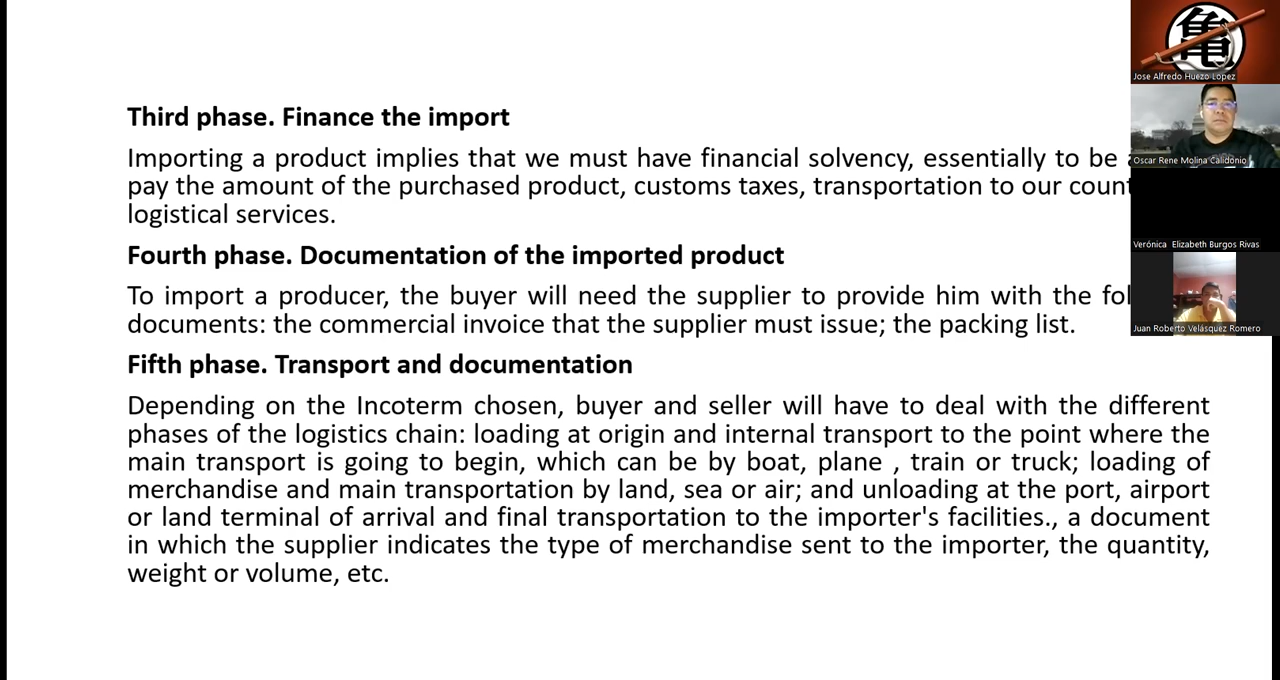 Third phase. Finance the import
Importing a product implies that we must have financial solvency, essentially to be
pay the amount of the purchased product, customs taxes, transportation to our
logistical services.
Fourth phase. Documentation of the imported product
To import a producer, the buyer will need the supplier to provide him with the
documents: the commercial invoice that the supplier must issue; the packing list.
Fifth phase. Transport and documentation
Depending on the Incoterm chosen, buyer and seller will have to deal with the different
phases of the logistics chain: loading at origin and internal transport to the point where the
main transport is going to begin, which can be by boat, plane , train or truck; loading of
merchandise and main transportation by land, sea or air; and unloading at the port, airport
or land terminal of arrival and final transportation to the importer's facilities., a document
in which the supplier indicates the type of merchandise sent to the importer, the quantity,
weight or volume, etc.
亀
Jose Alfredo Huezo Lopez
Oscar Rene Molina Calidonio
Verónica Elizabeth Burgos Rivas
Juan Roberto Velásquez Romero